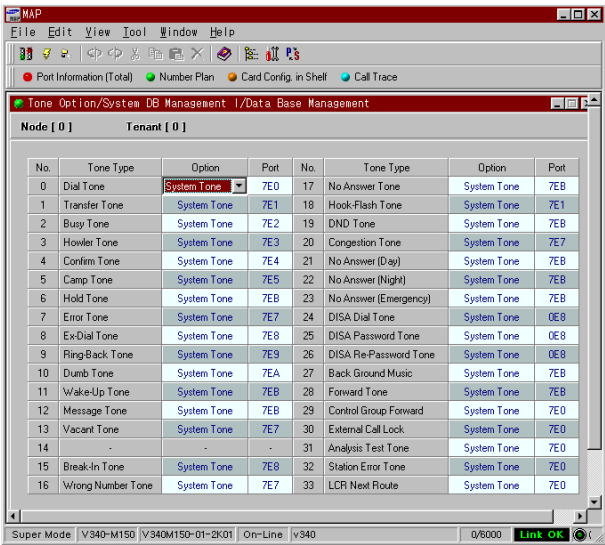 MAP
File Edit View Tool Window Help
Port Information (Total) Number Plan Card Config. in Shelf Call Trace
Tone Option/System DB Management I/Data Base Management
Node [ 0 ] Tenant [ 0 ]
No. Tone Type Option Port No. Tone Type Option Port
0 Dial Tone System Tone 7E0 17 No Answer Tone System Tone 7EB
1 Transfer Tone System Tone 7E1 18 Hook-Flash Tone System Tone 7E1
2 Busy Tone System Tone 7E2 19 DND Tone System Tone 7EB
3 Howler Tone System Tone 7E3 20 Congestion Tone System Tone 7E7
4 Confirm Tone System Tone 7E4 21 No Answer (Day) System Tone 7EB
5 Camp Tone System Tone 7E5 22 No Answer (Night) System Tone 7EB
6 Hold Tone System Tone 7EB 23 No Answer (Emergency) System Tone 7EB
7 Error Tone System Tone 7E7 24 DISA Dial Tone System Tone 0E8
8 Ex-Dial Tone System Tone 7E8 25 DISA Password Tone System Tone 0E8
9 Ring-Back Tone System Tone 7E9 26 DISA Re-Password Tone System Tone 0E8
10 Dumb Tone System Tone 7EA 27 Back Ground Music System Tone 7EB
11 Wake-Up Tone System Tone 7EB 28 Forward Tone System Tone 7EB
12 Message Tone System Tone 7EB 29 Control Group Forward System Tone 7E0
13 Vacant Tone System Tone 7E7 30 External Call Lock System Tone 7E0
14 - - - 31 Analysis Test Tone System Tone 7E0
15 Break-In Tone System Tone 7E8 32 Station Error Tone System Tone 7E0
16 Wrong Number Tone System Tone 7E7 33 LCR Next Route System Tone 7E0
Super Mode V340-M150 V340M150-01-2K01 On-Line v340 0/6000 Link OK